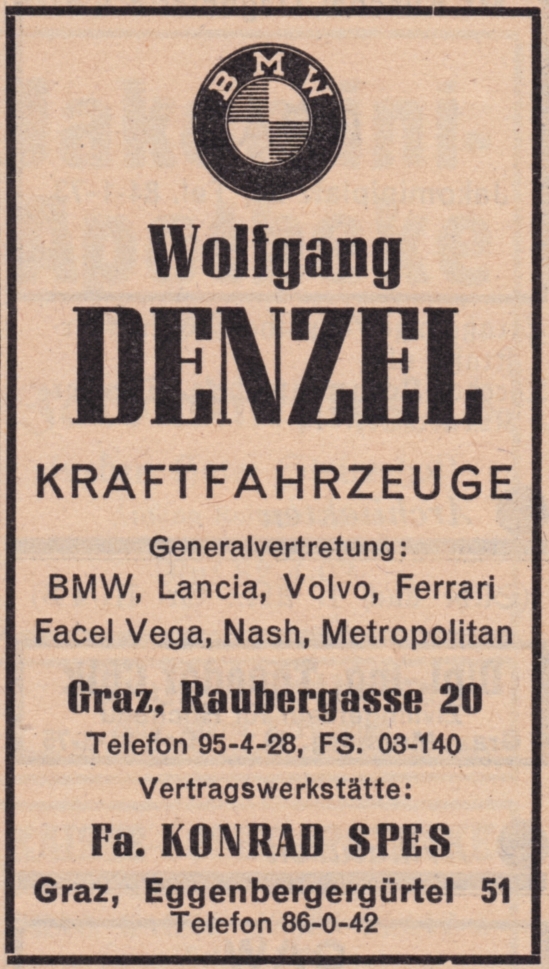 BMW
Wolfgang
DENZEL
KRAFTFAHRZEUGE
Generalvertretung:
BMW, Lancia, Volvo, Ferrari
Facel Vega, Nash, Metropolitan
Graz, Raubergasse 20
Telefon 95-4-28, FS. 03-140
Vertragswerkstätte:
Fa. KONRAD SPES
Graz, Eggenbergergürtel 51
Telefon 86-0-42